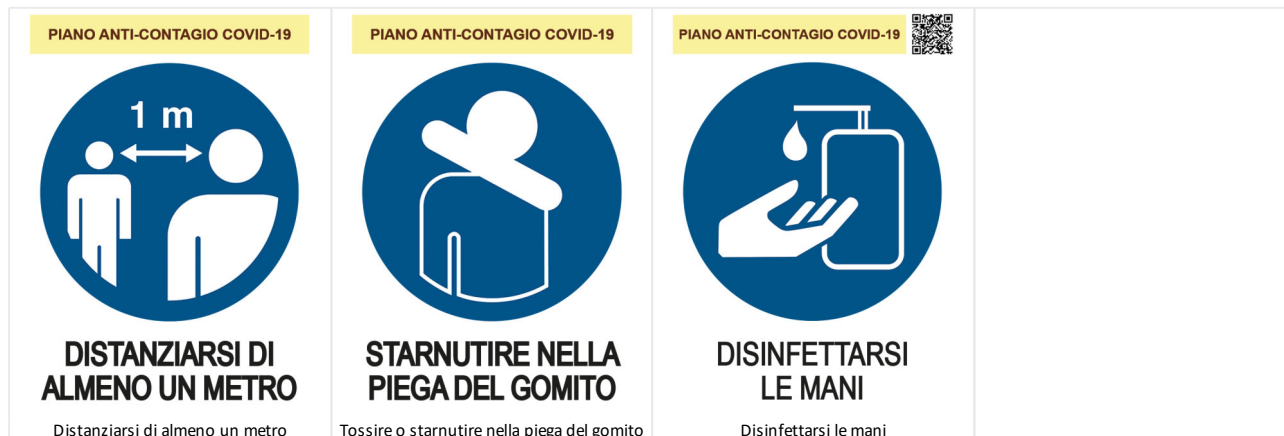 PIANO ANTI-CONTAGIO COVID-19
1 m
DISTANZIARSI DI
ALMENO UN METRO
Distanziarsi di almeno un metro
PIANO ANTI-CONTAGIO COVID-19
STARNUTIRE NELLA
PIEGA DEL GOMITO
Tossire o starnutire nella piega del gomito
PIANO ANTI-CONTAGIO COVID-19
DISINFETTARSI
LE MANI
Disinfettarsi le mani